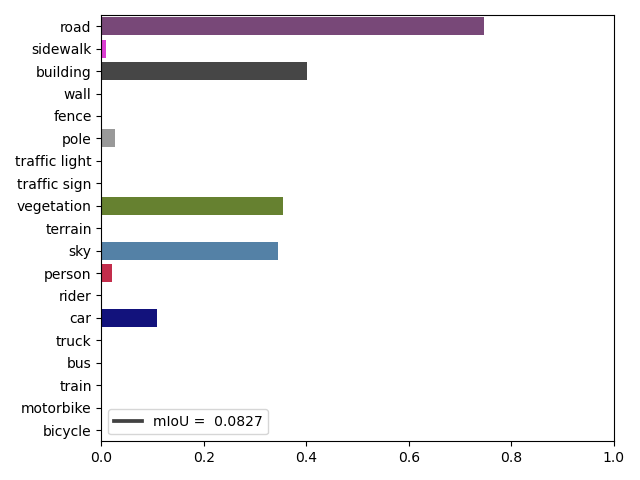 road
sidewalk
building
wall
fence
pole
traffic light
traffic sign
vegetation
terrain
sky
person
rider
car
truck
bus
train
motorbike
bicycle
mIoU =  0.0827
0.0 0.2 0.4 0.6 0.8 1.0